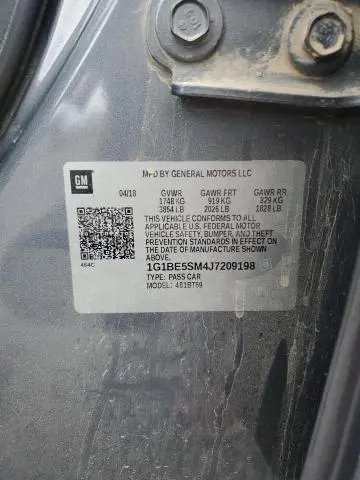 GM
MFD BY GENERAL MOTORS LLC
04/18 GVWR GAWR FRT GAWR RR
1748 KG 919 KG 829 KG
3854 LB 2026 LB 1828 LB
THIS VEHICLE CONFORMS TO ALL
APPLICABLE U.S. FEDERAL MOTOR
VEHICLE SAFETY, BUMPER, AND THEFT
PREVENTION STANDARDS IN EFFECT ON
THE DATE OF MANUFACTURE SHOWN
ABOVE.
484C
1G1BE5SM4J7209198
TYPE: PASS CAR
MODEL: 481BT69